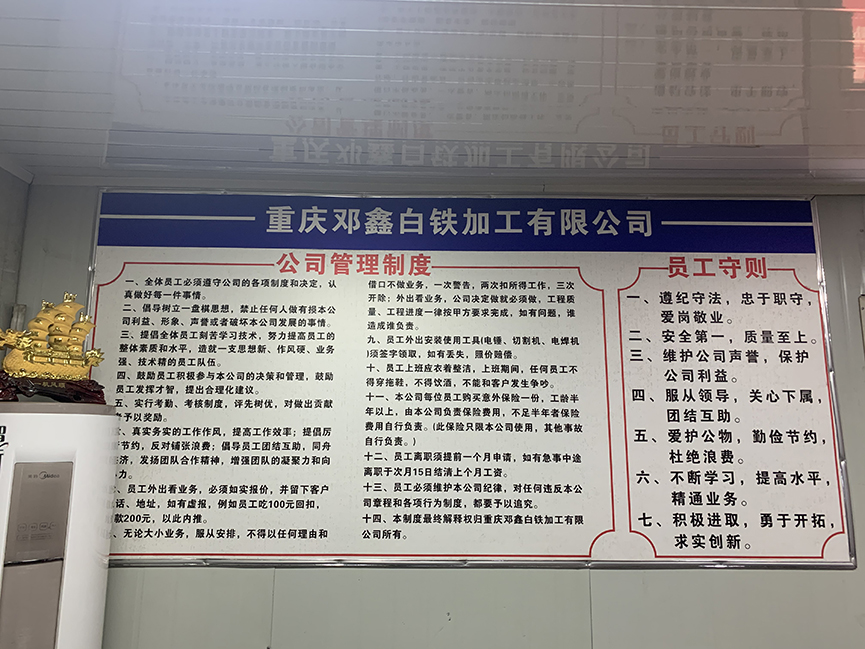 重庆邓鑫白铁加工有限公司
公司管理制度
一、全体员工必须遵守公司的各项制度和决定，认
真做好每一件事情。
二、倡导树立一盘棋思想，禁止任何人做有损本公
司利益、形象、声誉或者破坏本公司发展的事情。
三、提倡全体员工刻苦学习技术，努力提高员工的
整体素质和水平，造就一支思想新、作风硬、业务
强、技术精的员工队伍。
四、鼓励员工积极参与本公司的决策和管理，鼓励
员工发挥才智，提出合理化建议。
五、实行考勤、考核制度，评先树优，对做出贡献
者予以奖励。
、真实务实的工作作风，提高工作效率；提倡厉
节约，反对铺张浪费；倡导员工团结互助，同舟
济，发扬团队合作精神，增强团队的凝聚力和向
力。
、员工外出看业务，必须如实报价，并留下客户
话、地址，如有虚报，例如员工吃100元回扣，
款200元，以此内推。
、无论大小业务，服从安排，不得以任何理由和
借口不做业务，一次警告，两次扣所得工作，三次
开除；外出看业务，公司决定做就必须做，工程质
量、工程进度一律按甲方要求完成，如有问题，谁
造成谁负责。
九、员工外出安装使用工具(电锤、切割机、电焊机
)须签字领取，如有丢失，照价赔偿。
十、员工上班应衣着整洁，上班期间，任何员工不
得穿拖鞋，不得饮酒，不能和客户发生争吵。
十一、本公司每位员工购买意外保险一份，工龄半
年以上，由本公司负责保险费用，不足半年者保险
费用自行负责。(此保险只限本公司使用，其他事故
自行负责。)
十二、员工离职须提前一个月申请，如有急事中途
离职于次月15日结清上个月工资。
十三、员工必须维护本公司纪律，对任何违反本公
司章程和各项行为制度，都要予以追究。
十四、本制度最终解释权归重庆邓鑫白铁加工有限
公司所有。
员工守则
一、遵纪守法，忠于职守，
爱岗敬业。
二、安全第一，质量至上。
三、维护公司声誉，保护
公司利益。
四、服从领导，关心下属，
团结互助。
五、爱护公物，勤俭节约，
杜绝浪费。
六、不断学习，提高水平，
精通业务。
七、积极进取，勇于开拓，
求实创新。
Midea